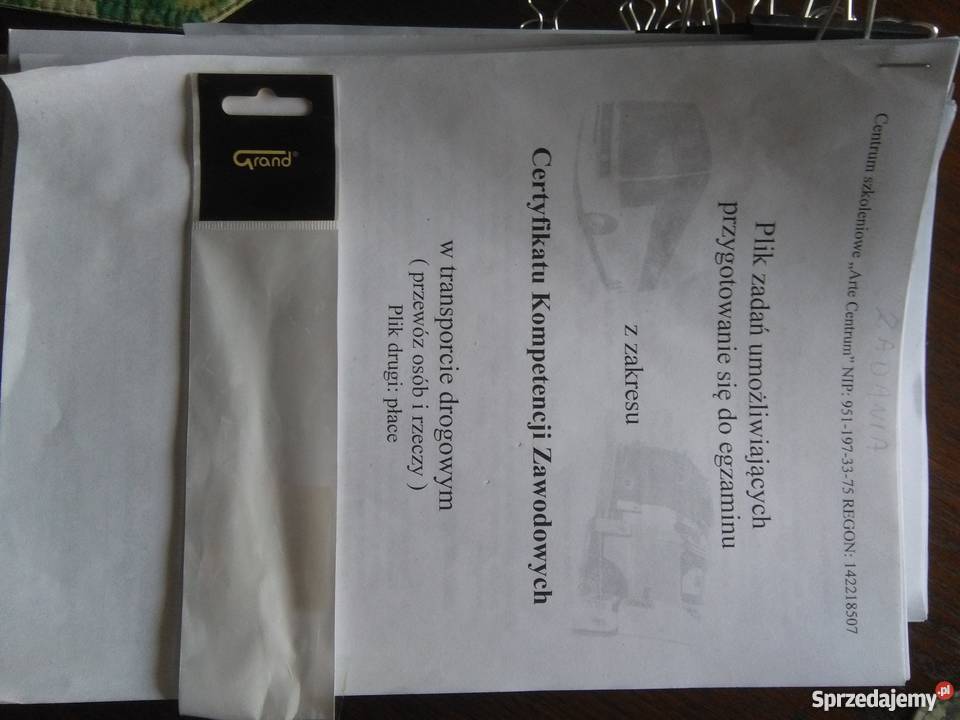 Centrum szkoleniowe „Arte Centrum" NIP: 951-197-33-75 REGON: 142218507
ZADANIA
Plik zadań umożliwiających
przygotowanie się do egzaminu
z zakresu
Certyfikatu Kompetencji Zawodowych
w transporcie drogowym
( przewóz osób i rzeczy )
Plik drugi: płace
Grand®
Sprzedajemy.pl